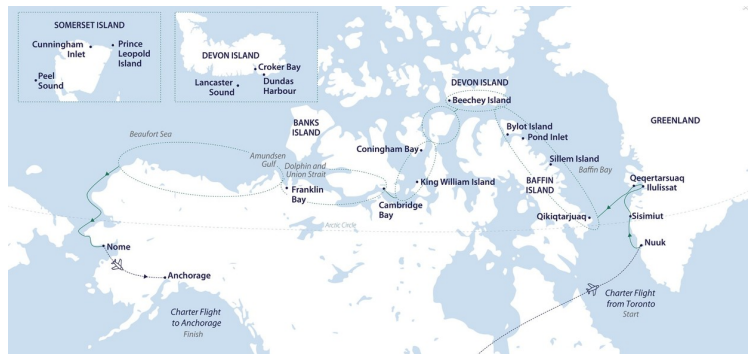 SOMERSET ISLAND
Cunningham
Inlet
Prince
Leopold
Island
Peel
Sound
DEVON ISLAND
Croker Bay
Lancaster
Sound
Dundas
Harbour
DEVON ISLAND
Beechey Island
BANKS
ISLAND
GREENLAND
Beaufort Sea
Bylot Island
Pond Inlet
Coningham Bay
Amundsen
Gulf
Dolphin and
Union Strait
Sillem Island
Baffin Bay
BAFFIN
ISLAND
Qeqertarsuaq
Ilulissat
Franklin
Bay
King William Island
Cambridge
Bay
Qikiqtarjuaq
Sisimiut
Arctic Circle
Nome
Nuuk
Anchorage
Charter Flight
to Anchorage
Finish
Charter Flight
from Toronto
Start